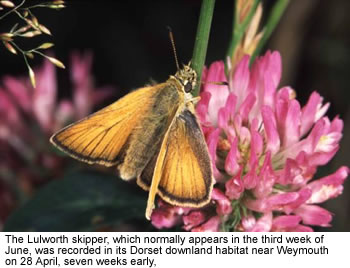 The Lulworth skipper, which normally appears in the third week of
June, was recorded in its Dorset downland habitat near Weymouth
on 28 April, seven weeks early,